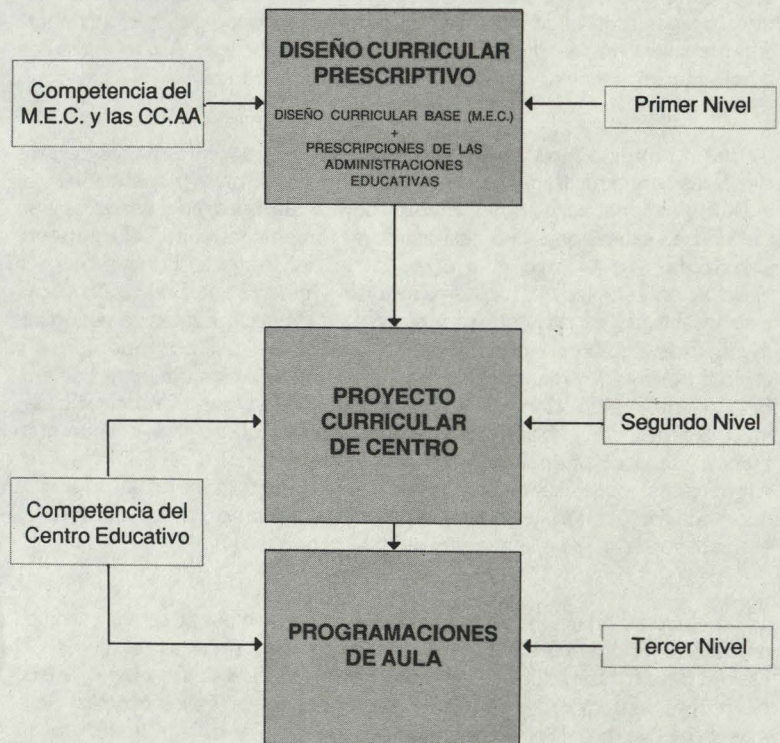 DISEÑO CURRICULAR
PRESCRIPTIVO
DISEÑO CURRICULAR BASE (M.E.C.)
+
PRESCRIPCIONES DE LAS
ADMINISTRACIONES
EDUCATIVAS
Competencia del
M.E.C. y las CC.AA
Primer Nivel
PROYECTO
CURRICULAR
DE CENTRO
Segundo Nivel
Competencia del
Centro Educativo
PROGRAMACIONES
DE AULA
Tercer Nivel